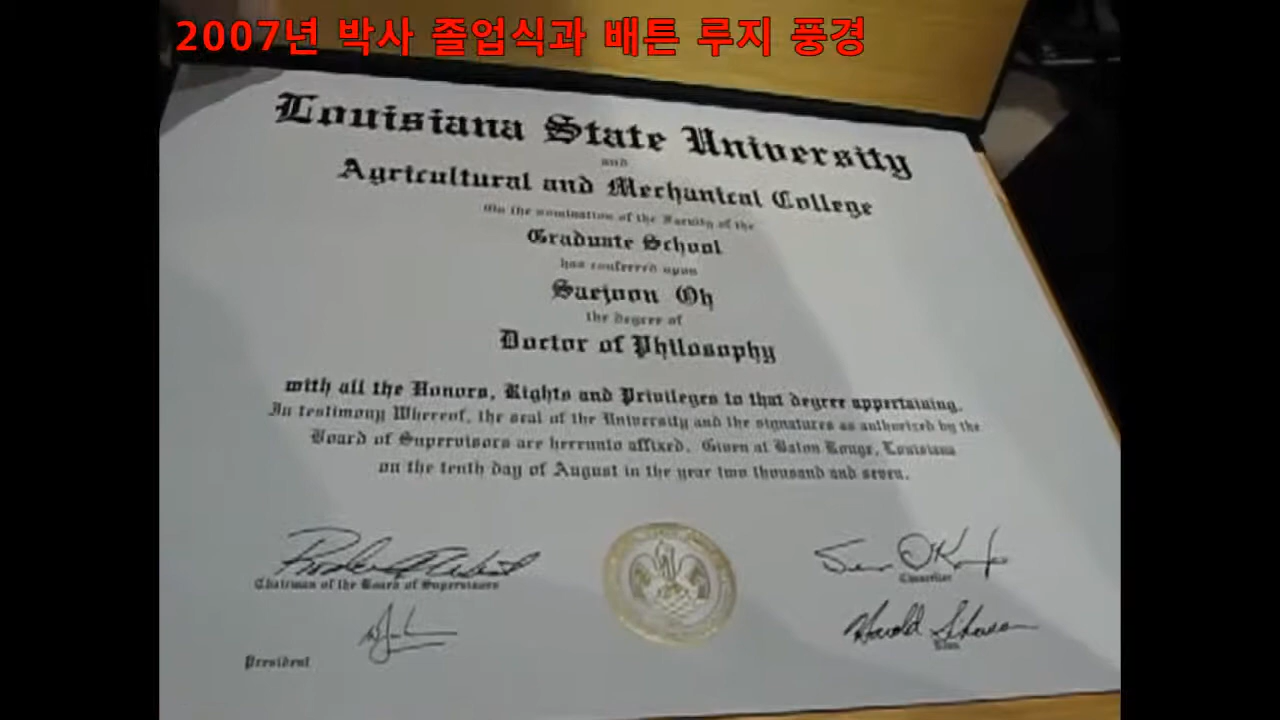 2007년 박사 졸업식과 배튼 루지 풍경
Louisiana State University
and
Agricultural and Mechanical College
On the nomination of the Faculty of the
Graduate School
has conferred upon
Saejoon Oh
the degree of
Doctor of Philosophy
with all the Honors, Rights and Privileges to that degree appertaining.
In testimony Whereof, the seal of the University and the signatures as authorized by the
Board of Supervisors are hereunto affixed. Given at Baton Rouge, Louisiana
on the tenth day of August in the year two thousand and seven.
Chairman of the Board of Supervisors
Chancellor
President
Dean